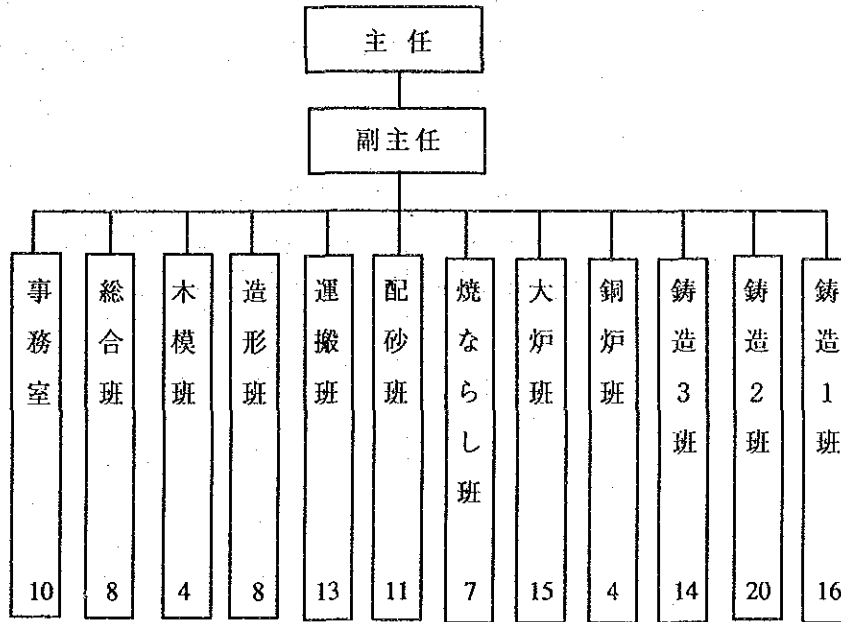 主任
副主任
事務室
10
総合班
8
木模班
4
造形班
8
運搬班
13
配砂班
11
焼ならし班
7
大炉班
15
銅炉班
4
鋳造3班
14
鋳造2班
20
鋳造1班
16